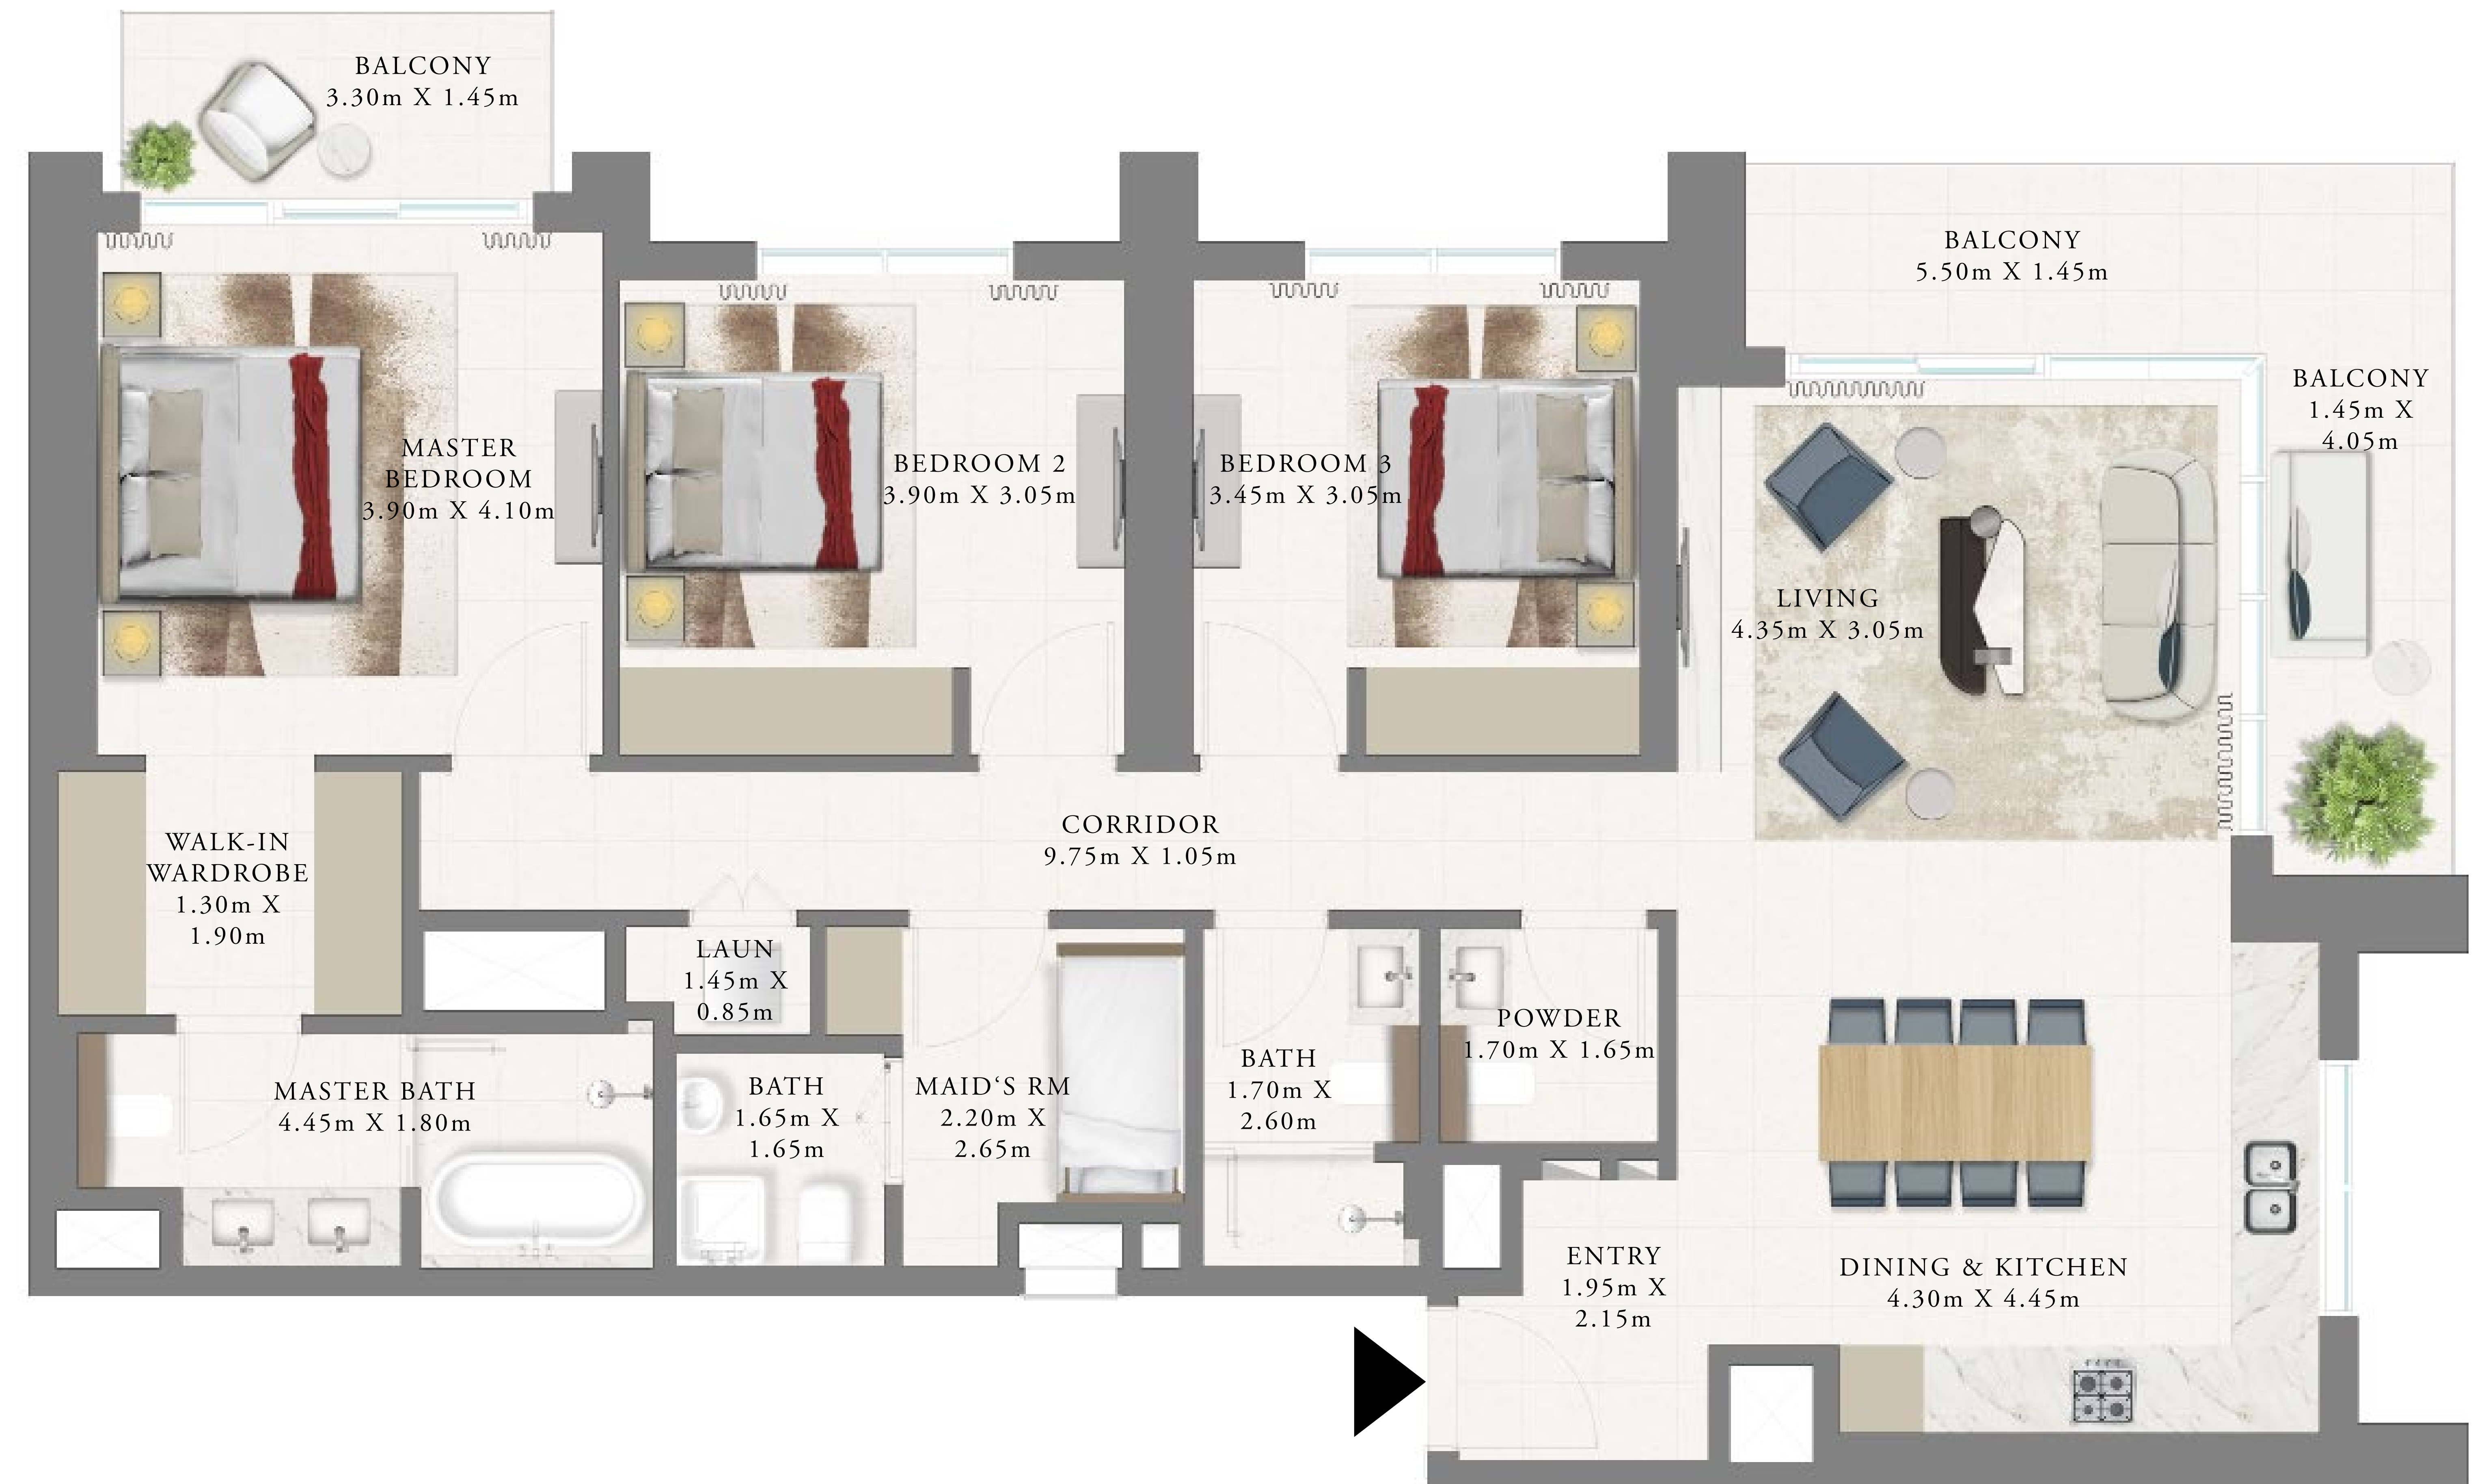 BALCONY
3.30m X 1.45m
BALCONY
5.50m X 1.45m
BALCONY
1.45m X
4.05m
MASTER
BEDROOM
3.90m X 4.10m
BEDROOM 2
3.90m X 3.05m
BEDROOM 3
3.45m X 3.05m
LIVING
4.35m X 3.05m
CORRIDOR
9.75m X 1.05m
WALK-IN
WARDROBE
1.30m X
1.90m
LAUN
1.45m X
0.85m
MASTER BATH
4.45m X 1.80m
BATH
1.65m X
1.65m
MAID‘S RM
2.20m X
2.65m
BATH
1.70m X
2.60m
POWDER
1.70m X 1.65m
ENTRY
1.95m X
2.15m
DINING & KITCHEN
4.30m X 4.45m